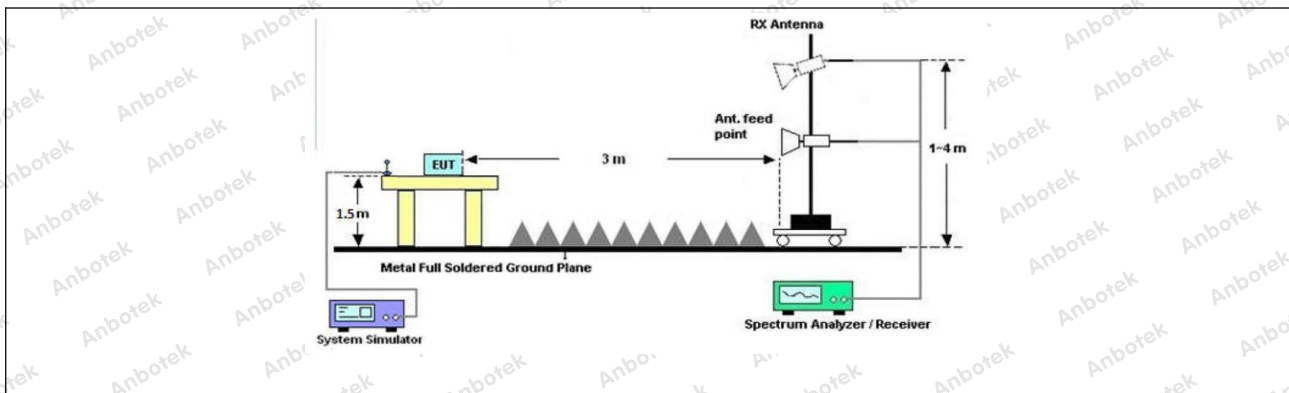 RX Antenna
Ant. feed
point
EUT
3 m
1~4 m
1.5 m
Metal Full Soldered Ground Plane
System Simulator
Spectrum Analyzer / Receiver
Anbotek